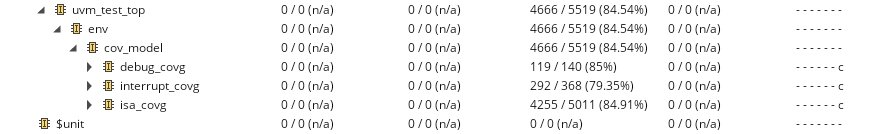 uvm_test_top 0 / 0 (n/a) 0 / 0 (n/a) 4666 / 5519 (84.54%) 0 / 0 (n/a) - - - - - - -
env 0 / 0 (n/a) 0 / 0 (n/a) 4666 / 5519 (84.54%) 0 / 0 (n/a) - - - - - - -
cov_model 0 / 0 (n/a) 0 / 0 (n/a) 4666 / 5519 (84.54%) 0 / 0 (n/a) - - - - - - -
debug_covg 0 / 0 (n/a) 0 / 0 (n/a) 119 / 140 (85%) 0 / 0 (n/a) - - - - - - c
interrupt_covg 0 / 0 (n/a) 0 / 0 (n/a) 292 / 368 (79.35%) 0 / 0 (n/a) - - - - - - c
isa_covg 0 / 0 (n/a) 0 / 0 (n/a) 4255 / 5011 (84.91%) 0 / 0 (n/a) - - - - - - c
$unit 0 / 0 (n/a) 0 / 0 (n/a) 0 / 0 (n/a) 0 / 0 (n/a) - - - - - - -